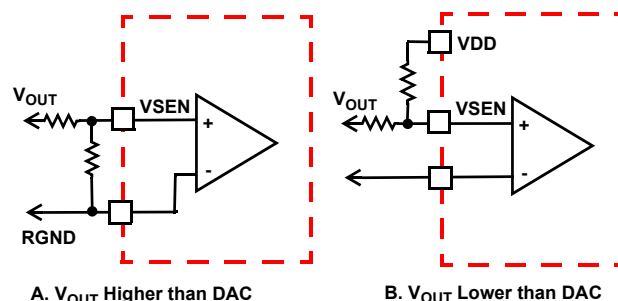 VDD
VOUT
VSEN
+
-
RGND
VOUT
VSEN
+
-
A. VOUT Higher than DAC
B. VOUT Lower than DAC